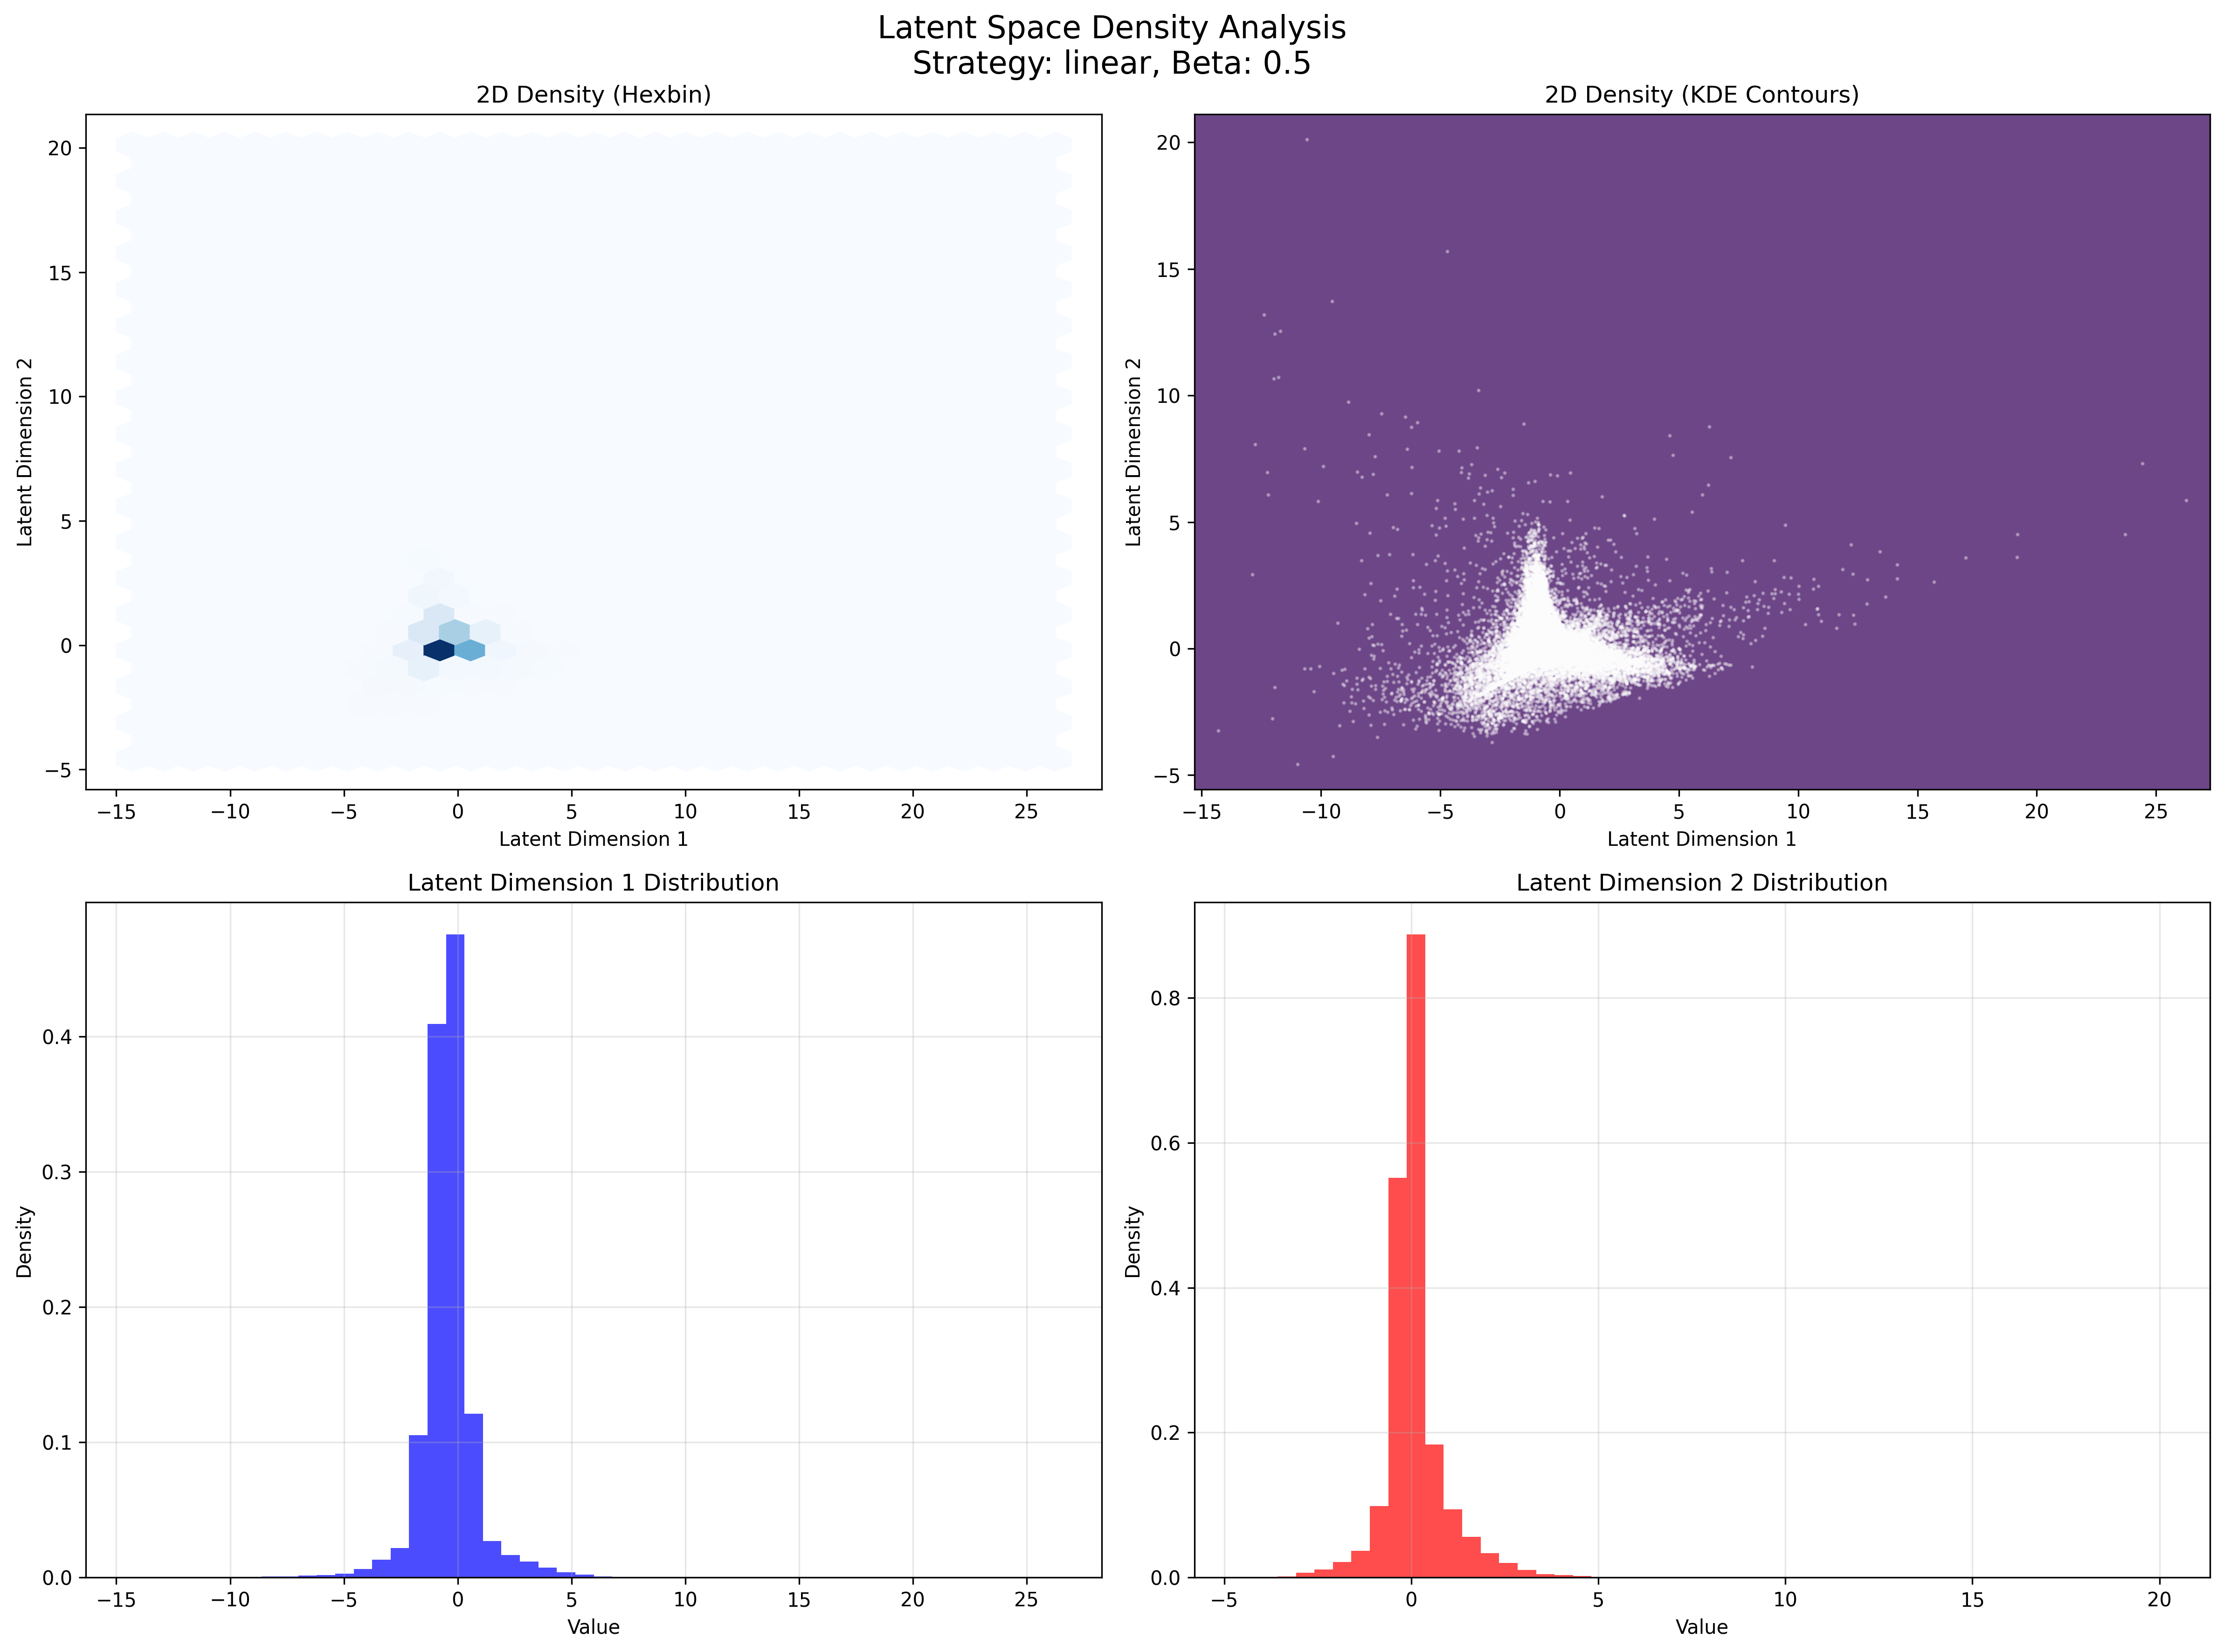 Latent Space Density Analysis
Strategy: linear, Beta: 0.5
2D Density (Hexbin)
20
15
10
5
0
−5
Latent Dimension 2
−15 −10 −5 0 5 10 15 20 25
Latent Dimension 1
2D Density (KDE Contours)
20
15
10
5
0
−5
Latent Dimension 2
−15 −10 −5 0 5 10 15 20 25
Latent Dimension 1
Latent Dimension 1 Distribution
0.4
0.3
0.2
0.1
0.0
Density
−15 −10 −5 0 5 10 15 20 25
Value
Latent Dimension 2 Distribution
0.8
0.6
0.4
0.2
0.0
Density
−5 0 5 10 15 20
Value